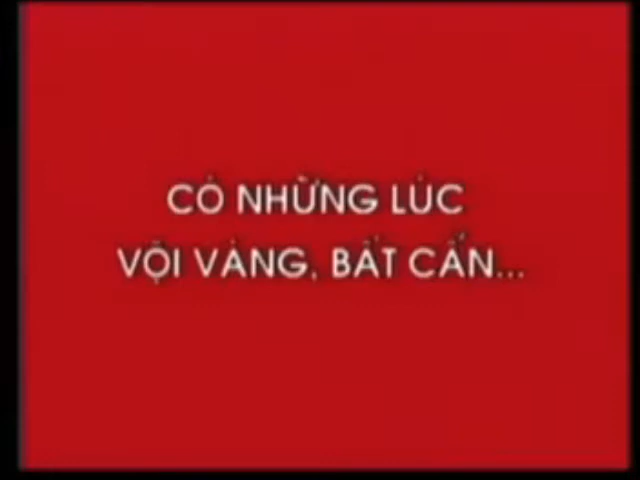 CÓ NHỮNG LÚC
VỘI VÀNG, BẤT CẨN...